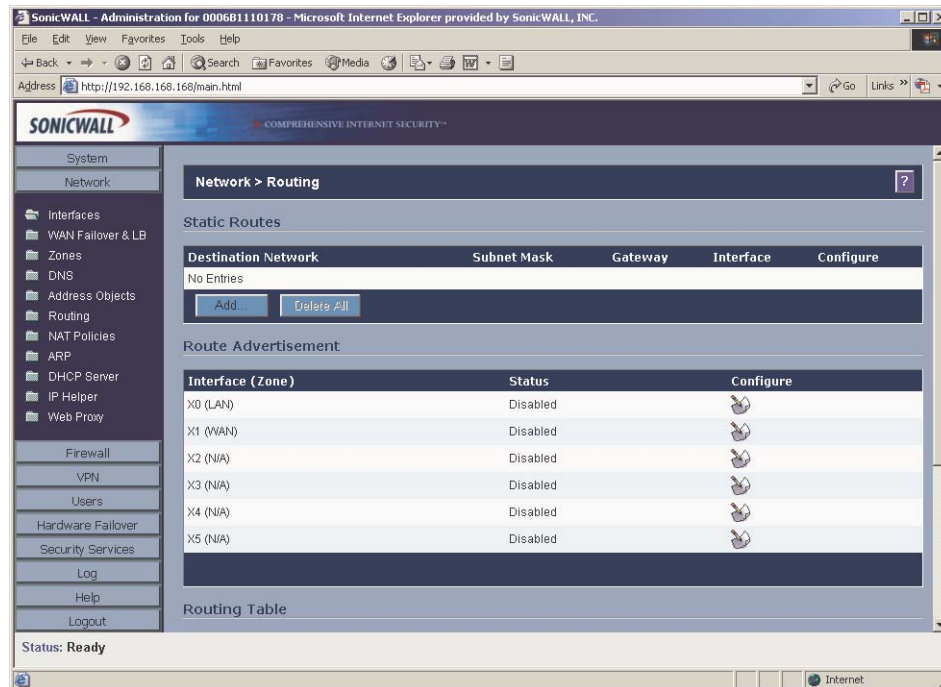 SonicWALL - Administration for 0006B1110178 - Microsoft Internet Explorer provided by SonicWALL, INC.
File Edit View Favorites Tools Help
Back Search Favorites Media
Address http://192.168.168.168/main.html Go Links »
SONICWALL COMPREHENSIVE INTERNET SECURITY™
System
Network
Interfaces
WAN Failover & LB
Zones
DNS
Address Objects
Routing
NAT Policies
ARP
DHCP Server
IP Helper
Web Proxy
Firewall
VPN
Users
Hardware Failover
Security Services
Log
Help
Logout
Network > Routing ?
Static Routes
Destination Network Subnet Mask Gateway Interface Configure
No Entries
Add... Delete All
Route Advertisement
Interface (Zone) Status Configure
X0 (LAN) Disabled
X1 (WAN) Disabled
X2 (N/A) Disabled
X3 (N/A) Disabled
X4 (N/A) Disabled
X5 (N/A) Disabled
Routing Table
Status: Ready
Internet